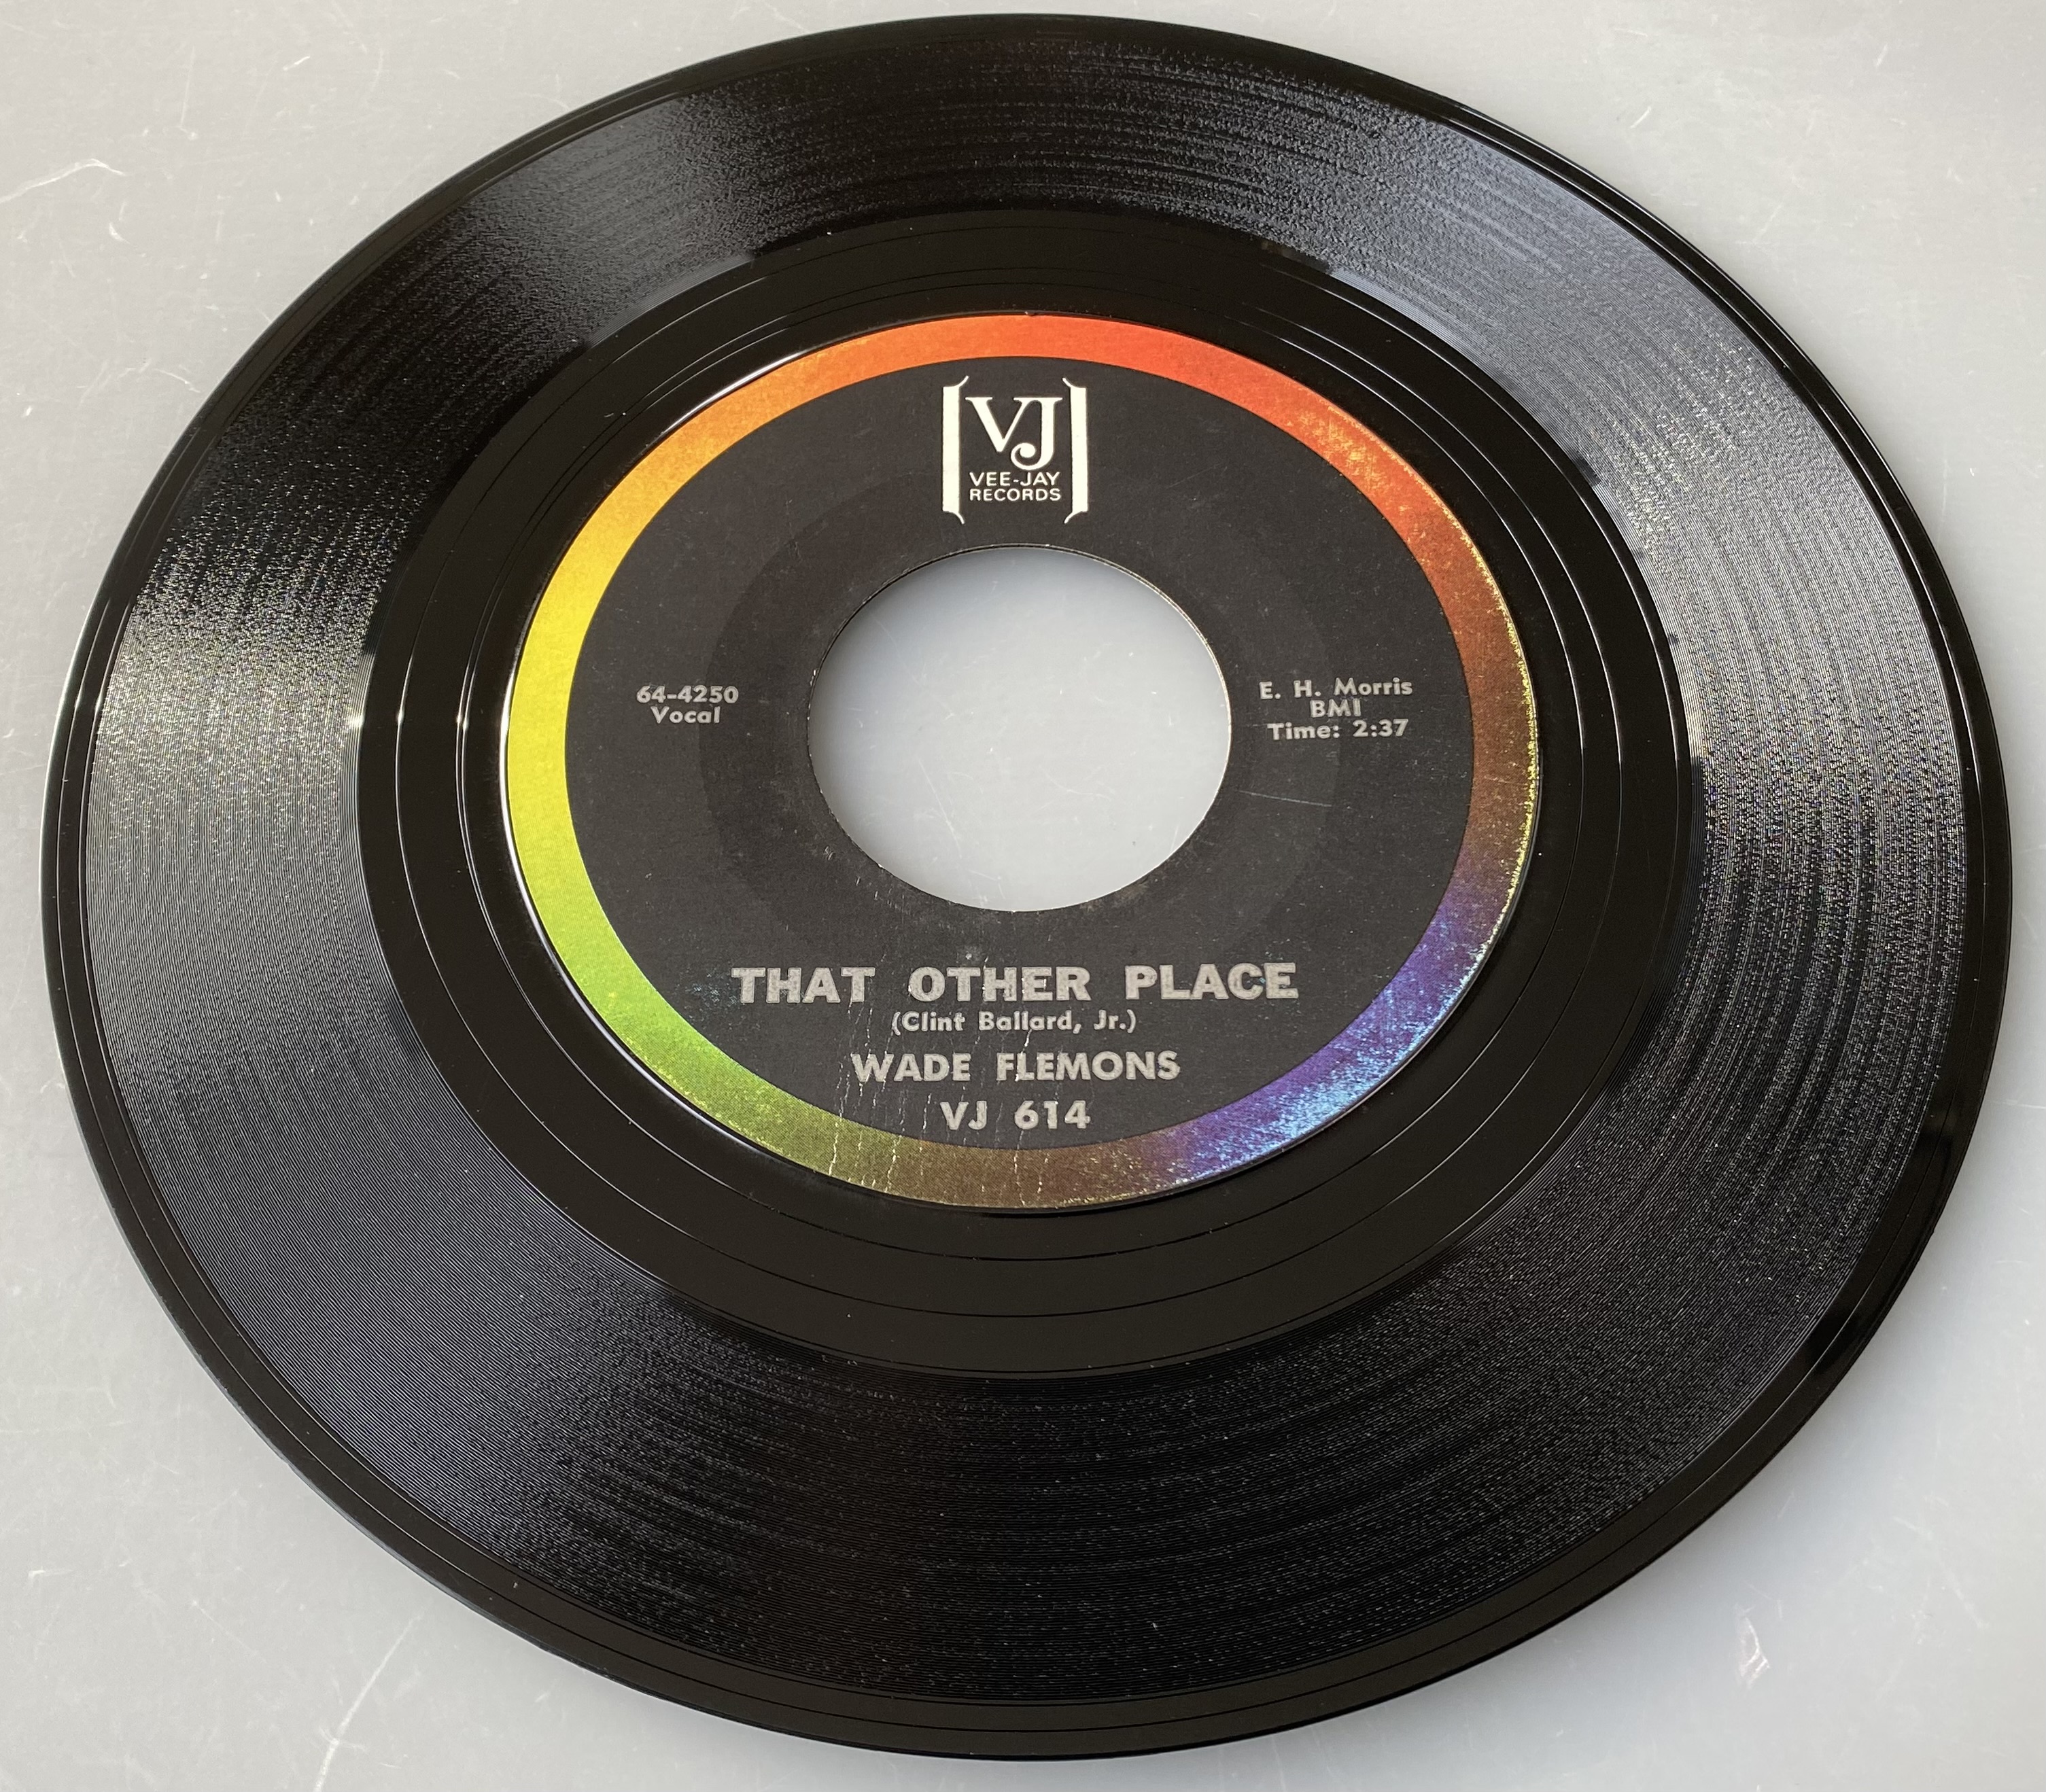 VJ
VEE-JAY
RECORDS
64-4250
Vocal
E. H. Morris
BMI
Time: 2:37
THAT OTHER PLACE
(Clint Ballard, Jr.)
WADE FLEMONS
VJ 614